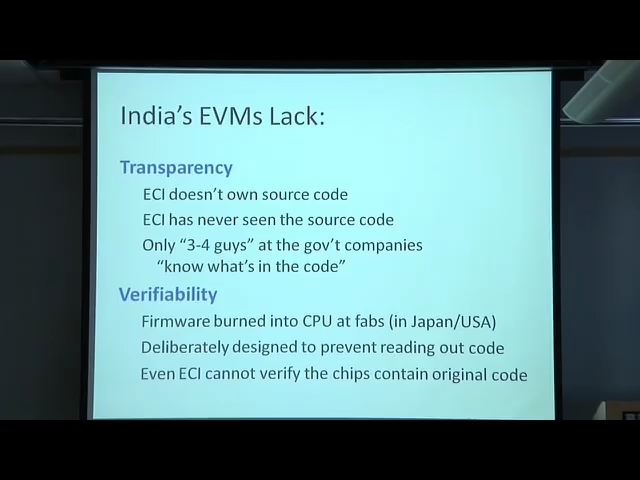 India's EVMs Lack:
Transparency
ECI doesn't own source code
ECI has never seen the source code
Only “3-4 guys” at the gov't companies
“know what's in the code”
Verifiability
Firmware burned into CPU at fabs (in Japan/USA)
Deliberately designed to prevent reading out code
Even ECI cannot verify the chips contain original code